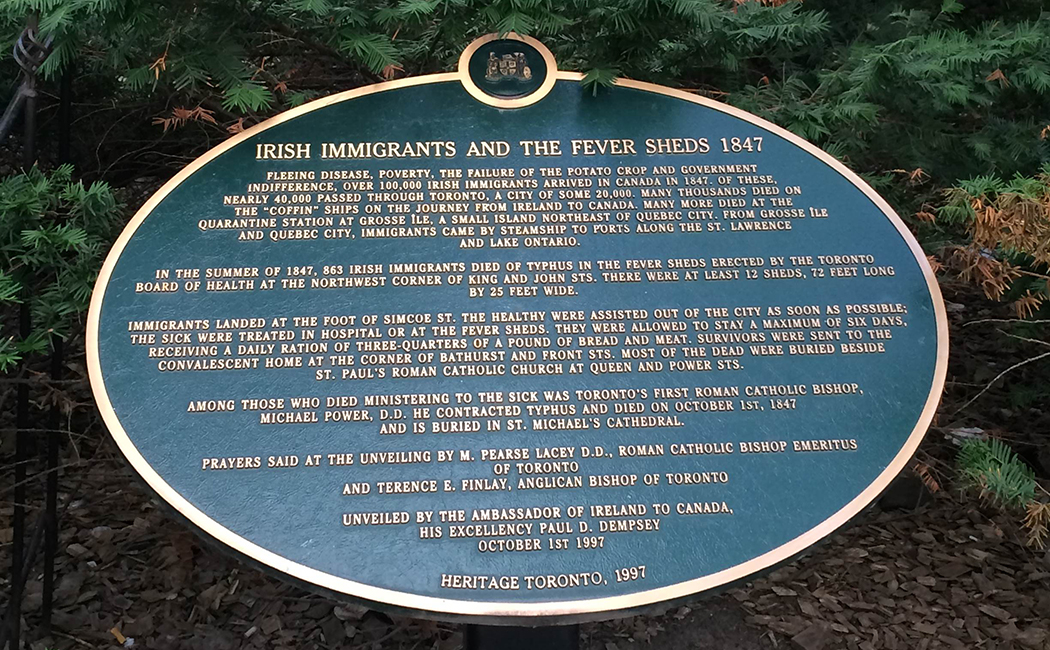 IRISH IMMIGRANTS AND THE FEVER SHEDS 1847
FLEEING DISEASE, POVERTY, THE FAILURE OF THE POTATO CROP AND GOVERNMENT
INDIFFERENCE, OVER 100,000 IRISH IMMIGRANTS ARRIVED IN CANADA IN 1847. OF THESE,
NEARLY 40,000 PASSED THROUGH TORONTO, A CITY OF SOME 20,000. MANY THOUSANDS DIED ON
THE "COFFIN" SHIPS ON THE JOURNEY FROM IRELAND TO CANADA. MANY MORE DIED AT THE
QUARANTINE STATION AT GROSSE ÎLE, A SMALL ISLAND NORTHEAST OF QUEBEC CITY. FROM GROSSE ÎLE
AND QUEBEC CITY, IMMIGRANTS CAME BY STEAMSHIP TO PORTS ALONG THE ST. LAWRENCE
AND LAKE ONTARIO.
IN THE SUMMER OF 1847, 863 IRISH IMMIGRANTS DIED OF TYPHUS IN THE FEVER SHEDS ERECTED BY THE TORONTO
BOARD OF HEALTH AT THE NORTHWEST CORNER OF KING AND JOHN STS. THERE WERE AT LEAST 12 SHEDS, 72 FEET LONG
BY 25 FEET WIDE.
IMMIGRANTS LANDED AT THE FOOT OF SIMCOE ST. THE HEALTHY WERE ASSISTED OUT OF THE CITY AS SOON AS POSSIBLE;
THE SICK WERE TREATED IN HOSPITAL OR AT THE FEVER SHEDS. THEY WERE ALLOWED TO STAY A MAXIMUM OF SIX DAYS,
RECEIVING A DAILY RATION OF THREE-QUARTERS OF A POUND OF BREAD AND MEAT. SURVIVORS WERE SENT TO THE
CONVALESCENT HOME AT THE CORNER OF BATHURST AND FRONT STS. MOST OF THE DEAD WERE BURIED BESIDE
ST. PAUL'S ROMAN CATHOLIC CHURCH AT QUEEN AND POWER STS.
AMONG THOSE WHO DIED MINISTERING TO THE SICK WAS TORONTO'S FIRST ROMAN CATHOLIC BISHOP,
MICHAEL POWER, D.D. HE CONTRACTED TYPHUS AND DIED ON OCTOBER 1ST, 1847
AND IS BURIED IN ST. MICHAEL'S CATHEDRAL.
PRAYERS SAID AT THE UNVEILING BY M. PEARSE LACEY D.D., ROMAN CATHOLIC BISHOP EMERITUS
OF TORONTO
AND TERENCE E. FINLAY, ANGLICAN BISHOP OF TORONTO
UNVEILED BY THE AMBASSADOR OF IRELAND TO CANADA,
HIS EXCELLENCY PAUL D. DEMPSEY
OCTOBER 1ST 1997
HERITAGE TORONTO, 1997